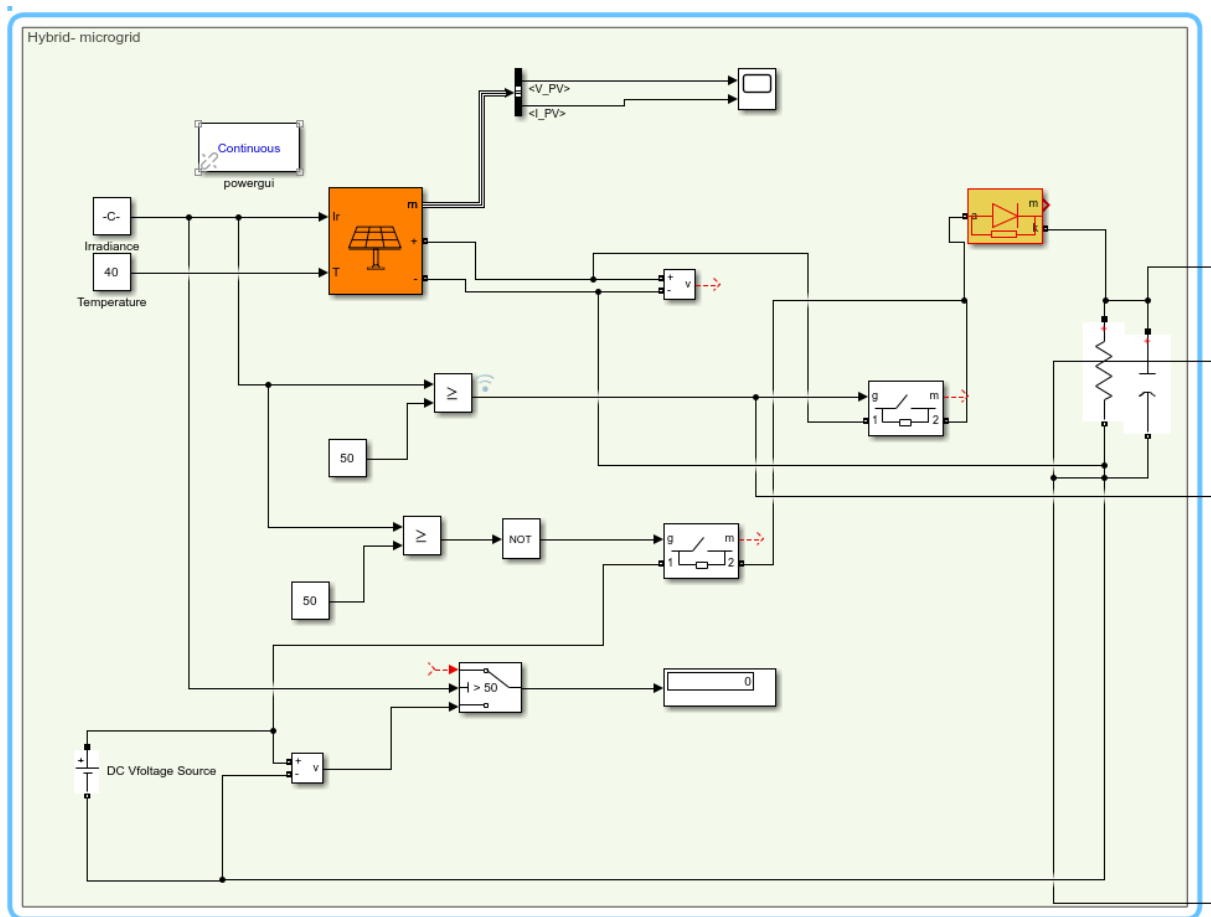 Hybrid- microgrid
<V_PV>
<I_PV>
Continuous
powergui
-C-
Irradiance
40
Temperature
Ir
T
m
+
-
+
-
v
a
m
k
≥
50
g
m
1
2
≥
NOT
50
g
m
1
2
> 50
0
+
DC Vfoltage Source
+
-
v